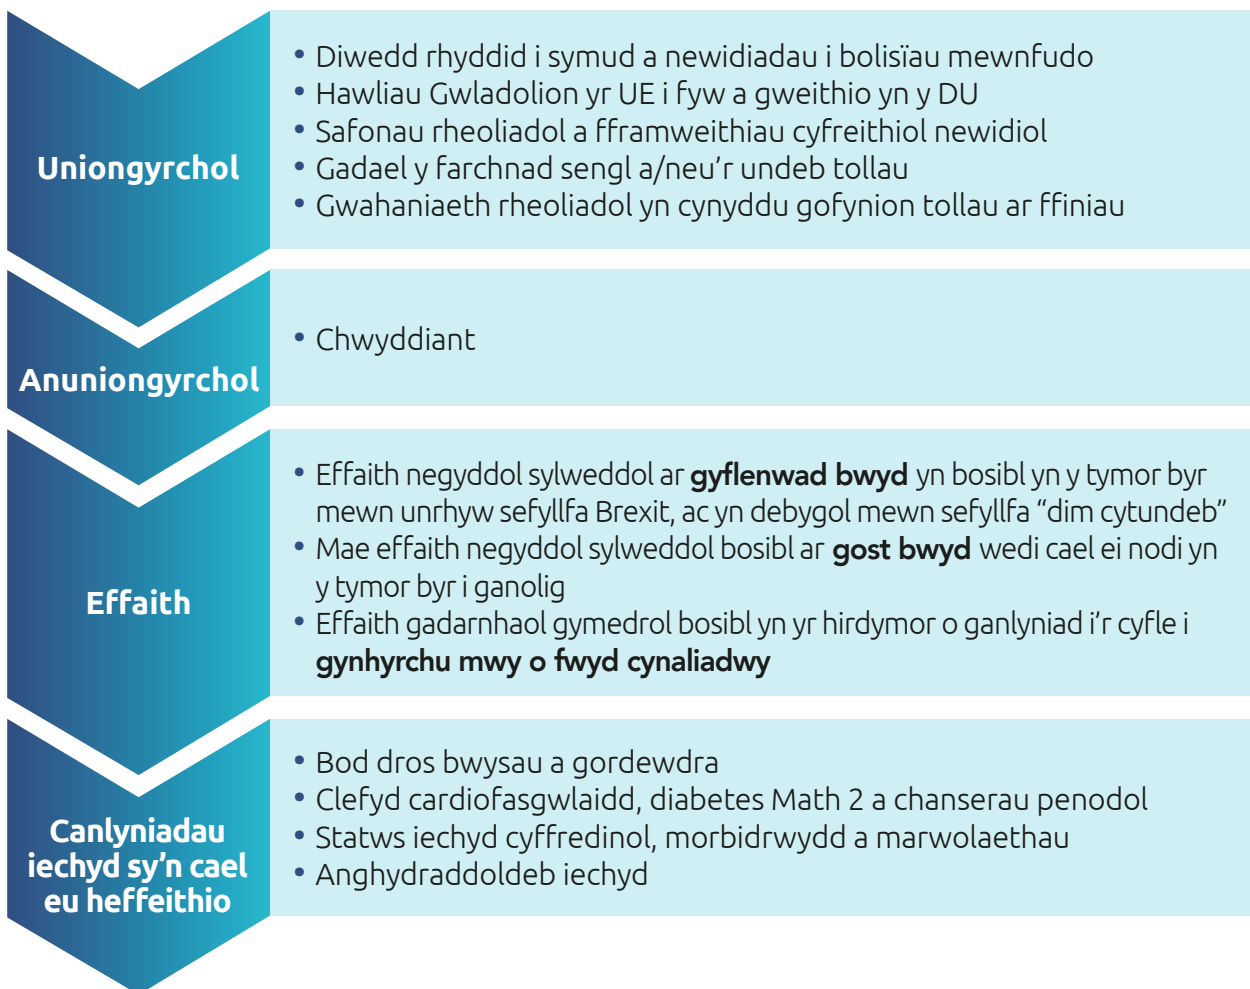 Uniongyrchol
• Diwedd rhyddid i symud a newidiadau i bolisïau mewnfudo
• Hawliau Gwladolion yr UE i fyw a gweithio yn y DU
• Safonau rheoliadol a fframweithiau cyfreithiol newidiol
• Gadael y farchnad sengl a/neu’r undeb tollau
• Gwahaniaeth rheoliadol yn cynyddu gofynion tollau ar ffiniau
Anuniongyrchol
• Chwyddiant
Effaith
• Effaith negyddol sylweddol ar gyflenwad bwyd yn bosibl yn y tymor byr
mewn unrhyw sefyllfa Brexit, ac yn debygol mewn sefyllfa “dim cytundeb”
• Mae effaith negyddol sylweddol bosibl ar gost bwyd wedi cael ei nodi yn
y tymor byr i ganolig
• Effaith gadarnhaol gymedrol bosibl yn yr hirdymor o ganlyniad i’r cyfle i
gynhyrchu mwy o fwyd cynaliadwy
Canlyniadau
iechyd sy’n cael
eu heffeithio
• Bod dros bwysau a gordewdra
• Clefyd cardiofasgwlaidd, diabetes Math 2 a chanserau penodol
• Statws iechyd cyffredinol, morbidrwydd a marwolaethau
• Anghydraddoldeb iechyd